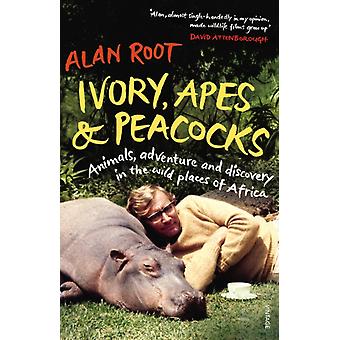 'Alan, almost single-handedly in my opinion,
made wildlife films grow up'
DAVID ATTENBOROUGH
ALAN ROOT
IVORY, APES
& PEACOCKS
Animals, adventure and discovery
in the wild places of Africa
VINTAGE